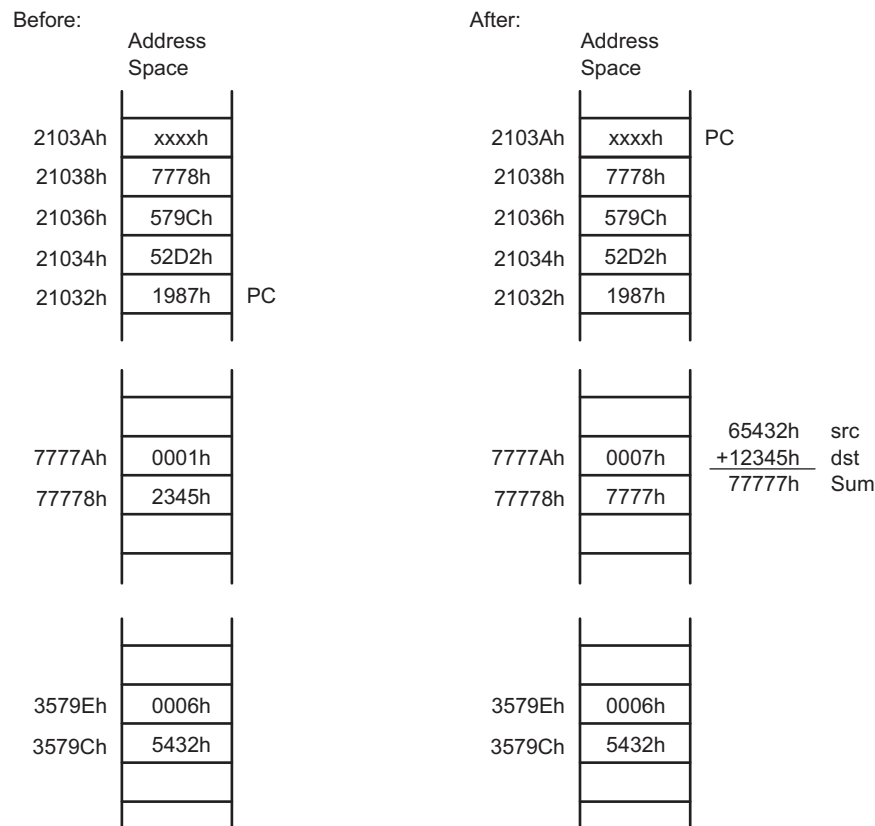 Before:
Address
Space
2103Ah xxxxh
21038h 7778h
21036h 579Ch
21034h 52D2h
21032h 1987h PC
7777Ah 0001h
77778h 2345h
3579Eh 0006h
3579Ch 5432h
After:
Address
Space
2103Ah xxxxh PC
21038h 7778h
21036h 579Ch
21034h 52D2h
21032h 1987h
65432h src
7777Ah 0007h +12345h dst
77778h 7777h 77777h Sum
3579Eh 0006h
3579Ch 5432h